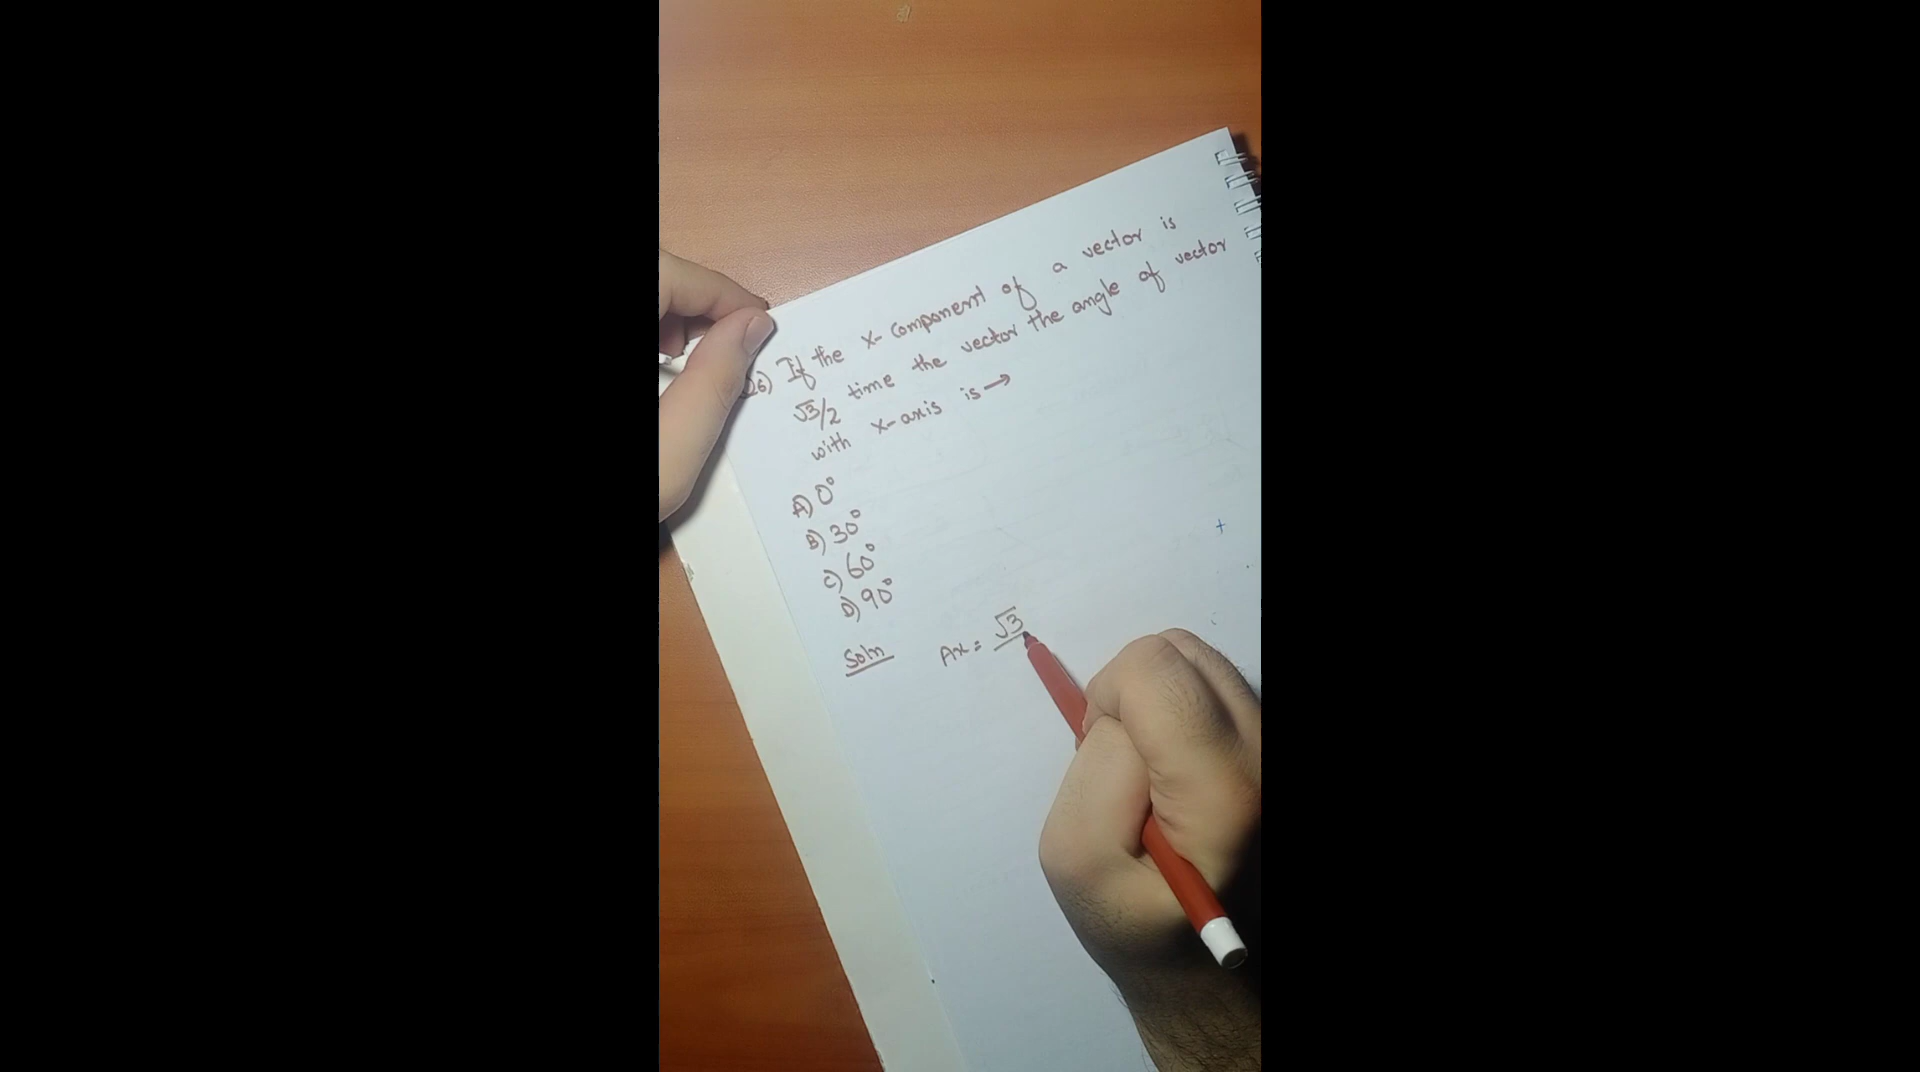 Q6) If the x-component of a vector is
√3/2 time the vector the angle of vector
with x-axis is →
A) 0°
B) 30°
C) 60°
D) 90°
Soln Ax = √3